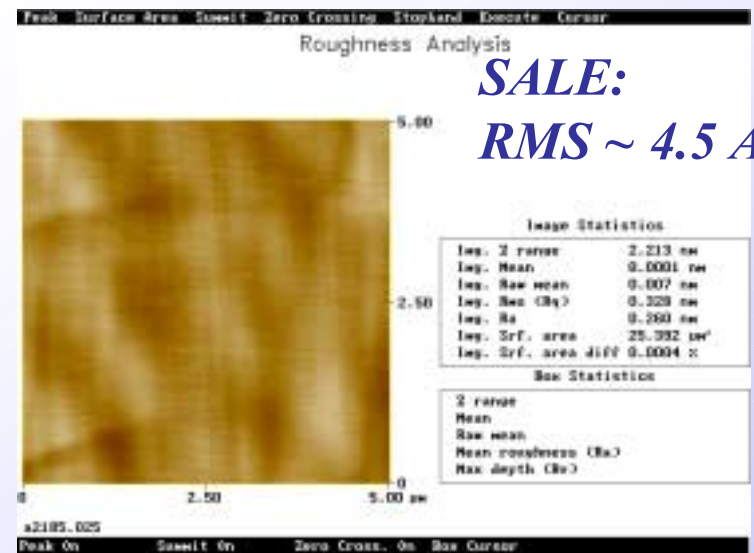 Peak Surface Area Summit Zero Crossing Stopband Execute Cursor
Roughness Analysis
SALE:
RMS ~ 4.5 A
5.00
2.50
0
0 2.50 5.00 µm
Image Statistics
Img. Z range 2.213 nm
Img. Mean 0.0001 nm
Img. Raw mean 0.007 nm
Img. Rms (Rq) 0.328 nm
Img. Ra 0.260 nm
Img. Srf. area 25.392 µm²
Img. Srf. area diff 0.0004 %
Box Statistics
Z range
Mean
Raw mean
Mean roughness (Ra)
Max depth (Rv)
a2185.025
Peak On Summit On Zero Cross. On Box Cursor